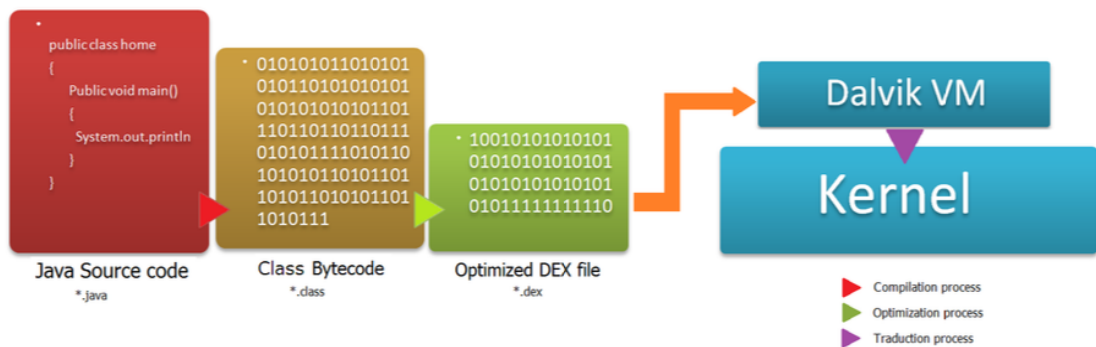 •
public class home
{
Public void main()
{
System.out.println
}
}
• 010101011010101
010110101010101
010101010101101
110110110110111
010101111010110
101010110101101
101011010101101
1010111
• 10010101010101
01010101010101
01010101010101
01011111111110
Dalvik VM
Kernel
Java Source code
*.java
Class Bytecode
*.class
Optimized DEX file
*.dex
Compilation process
Optimization process
Traduction process